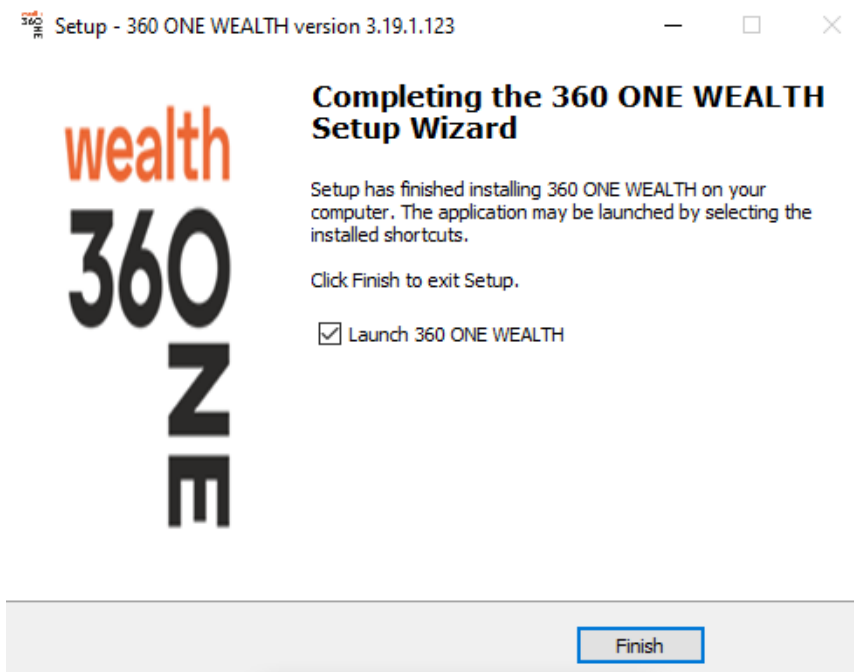 Setup - 360 ONE WEALTH version 3.19.1.123
wealth
360
ONE
Completing the 360 ONE WEALTH
Setup Wizard
Setup has finished installing 360 ONE WEALTH on your
computer. The application may be launched by selecting the
installed shortcuts.
Click Finish to exit Setup.
Launch 360 ONE WEALTH
Finish